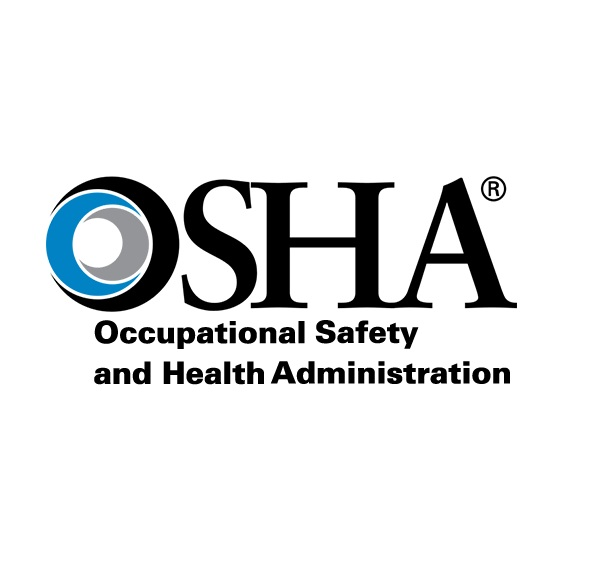 OSHA®
Occupational Safety
and Health Administration